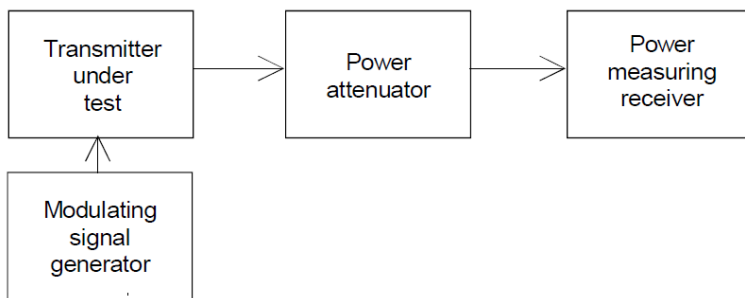 Transmitter
under
test
Power
attenuator
Power
measuring
receiver
Modulating
signal
generator